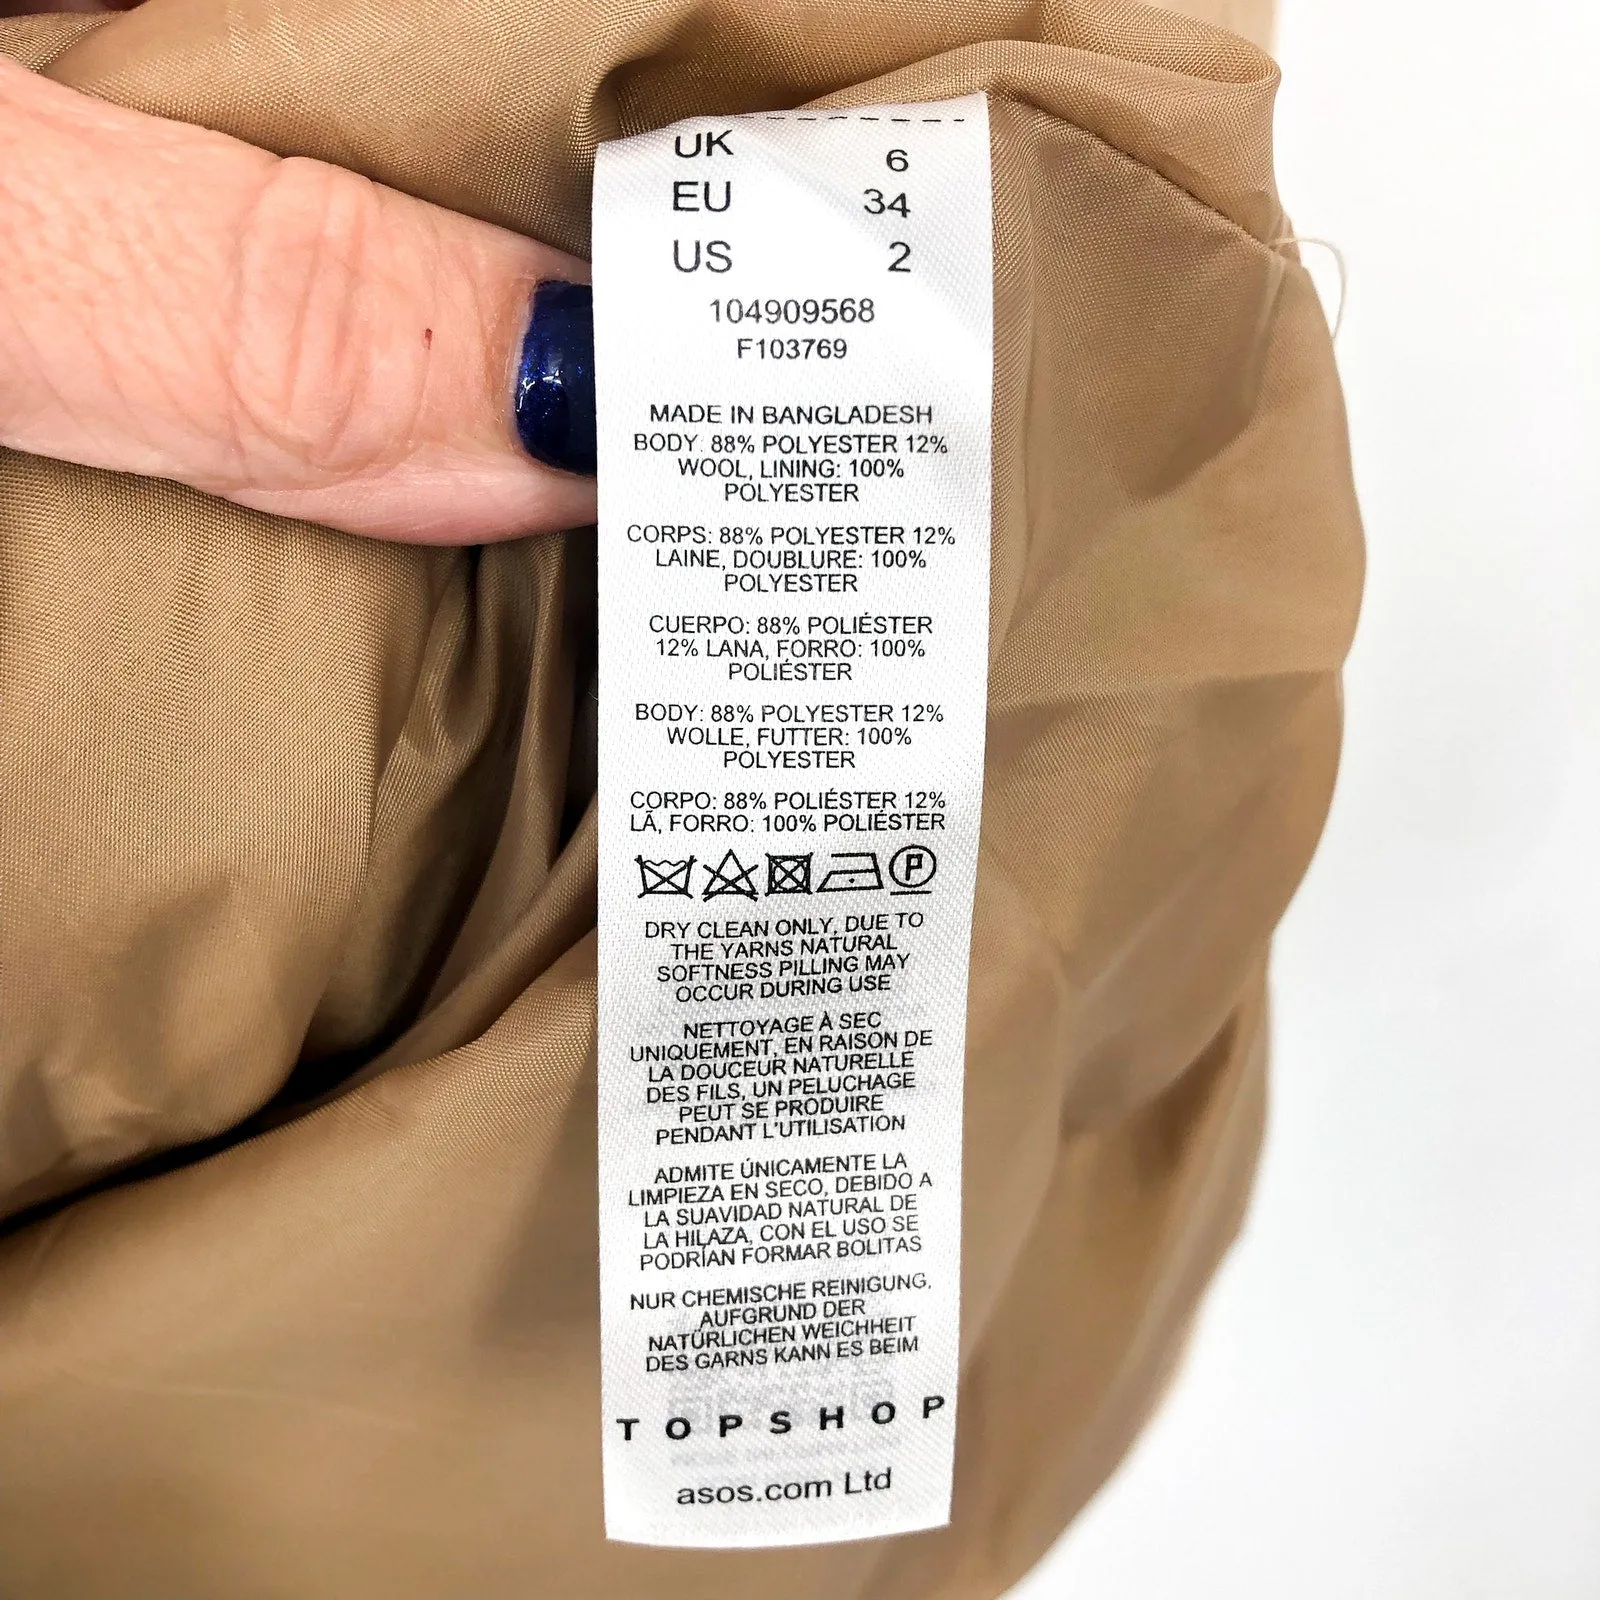 UK 6
EU 34
US 2
104909568
F103769
MADE IN BANGLADESH
BODY: 88% POLYESTER 12%
WOOL, LINING: 100%
POLYESTER
CORPS: 88% POLYESTER 12%
LAINE, DOUBLURE: 100%
POLYESTER
CUERPO: 88% POLIÉSTER
12% LANA, FORRO: 100%
POLIÉSTER
BODY: 88% POLYESTER 12%
WOLLE, FUTTER: 100%
POLYESTER
CORPO: 88% POLIÉSTER 12%
LÃ, FORRO: 100% POLIÉSTER
P
DRY CLEAN ONLY, DUE TO
THE YARNS NATURAL
SOFTNESS PILLING MAY
OCCUR DURING USE
NETTOYAGE À SEC
UNIQUEMENT, EN RAISON DE
LA DOUCEUR NATURELLE
DES FILS, UN PELUCHAGE
PEUT SE PRODUIRE
PENDANT L'UTILISATION
ADMITE ÚNICAMENTE LA
LIMPIEZA EN SECO, DEBIDO A
LA SUAVIDAD NATURAL DE
LA HILAZA, CON EL USO SE
PODRÍAN FORMAR BOLITAS
NUR CHEMISCHE REINIGUNG,
AUFGRUND DER
NATÜRLICHEN WEICHHEIT
DES GARNS KANN ES BEIM
TOPSHOP
asos.com Ltd